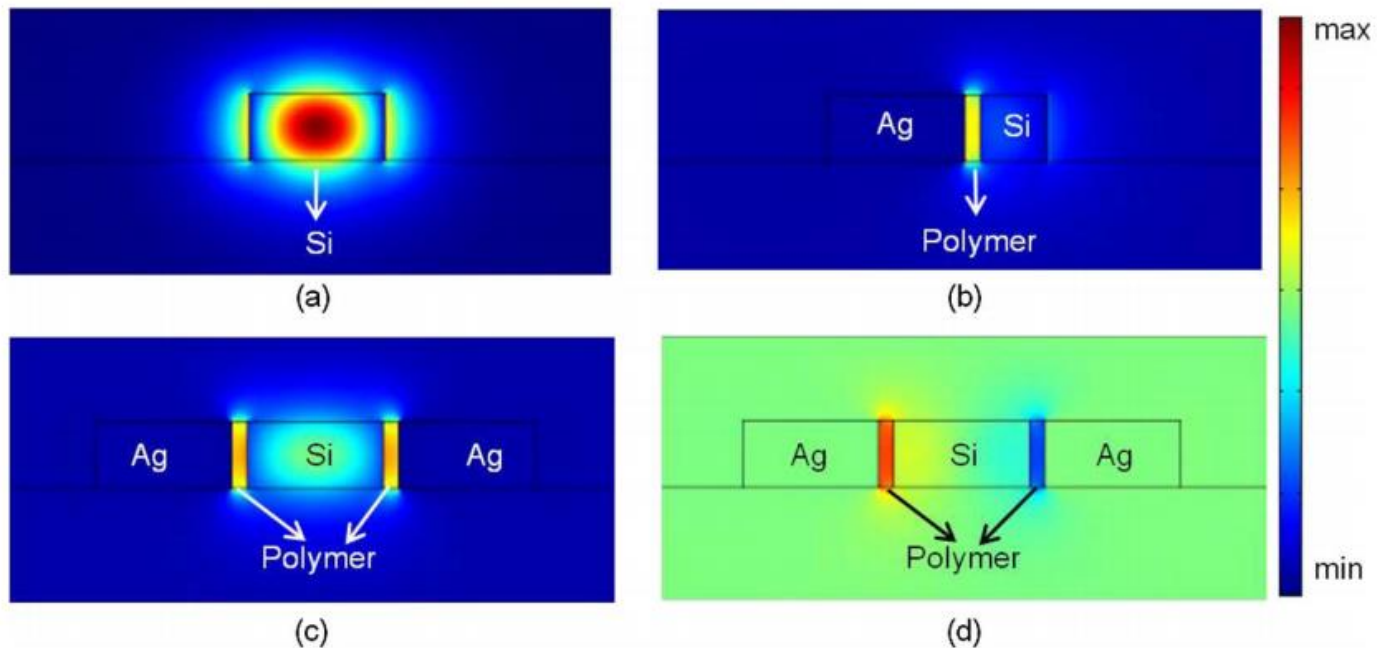 max
Ag
Si
Si
Polymer
(a)
(b)
Ag
Si
Ag
Ag
Si
Ag
Polymer
Polymer
min
(c)
(d)